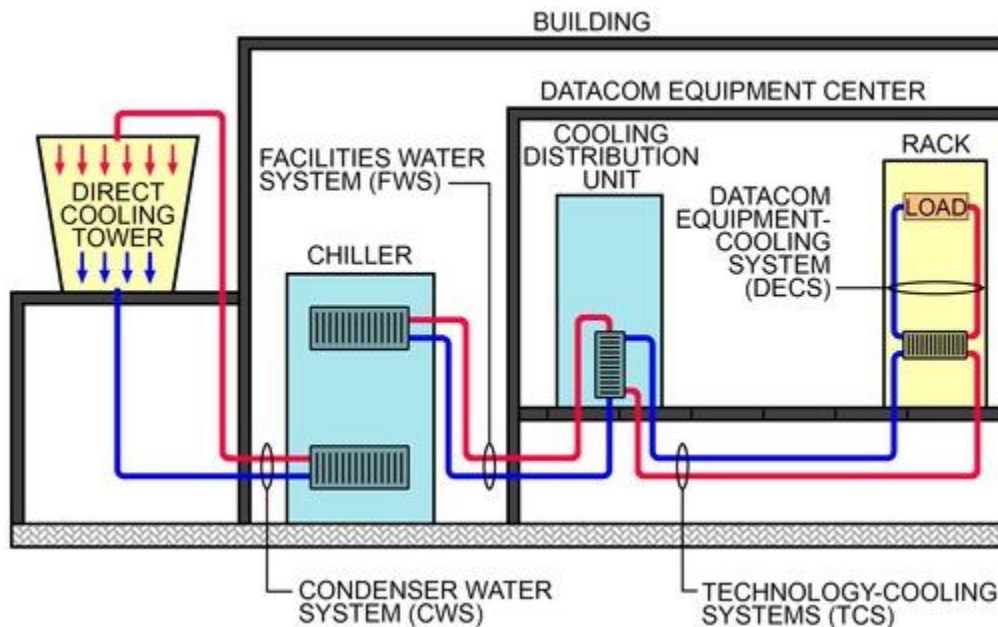 BUILDING
DATACOM EQUIPMENT CENTER
COOLING
DISTRIBUTION
UNIT
RACK
FACILITIES WATER
SYSTEM (FWS)
DATACOM
EQUIPMENT-
COOLING
SYSTEM
(DECS)
LOAD
DIRECT
COOLING
TOWER
CHILLER
CONDENSER WATER
SYSTEM (CWS)
TECHNOLOGY-COOLING
SYSTEMS (TCS)